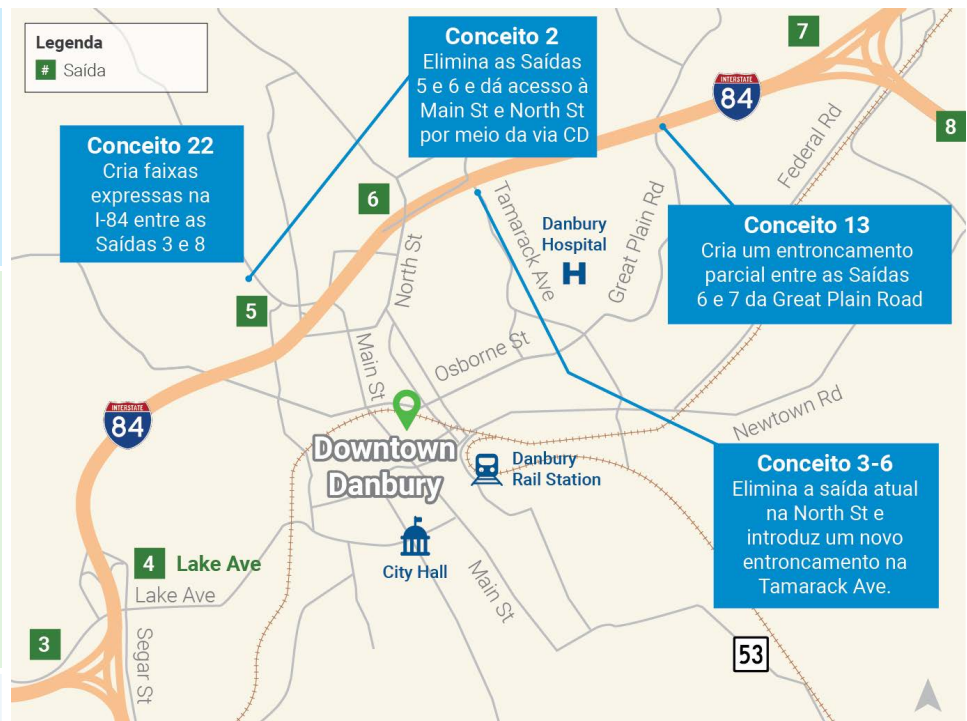 Legenda
# Saída
Conceito 2
Elimina as Saídas
5 e 6 e dá acesso à
Main St e North St
por meio da via CD
7
INTERSTATE
84
8
Conceito 22
Cria faixas
expressas na
I-84 entre as
Saídas 3 e 8
6
Federal Rd
Tamarack Ave
Danbury
Hospital
H
Great Plain Rd
North St
Conceito 13
Cria um entroncamento
parcial entre as Saídas
6 e 7 da Great Plain Road
5
Main St
Osborne St
INTERSTATE
84
Newtown Rd
Downtown
Danbury
Danbury
Rail Station
Conceito 3-6
Elimina a saída atual
na North St e
introduz um novo
entroncamento na
Tamarack Ave.
City Hall
4 Lake Ave
Lake Ave
Main St
3
Segar St
53